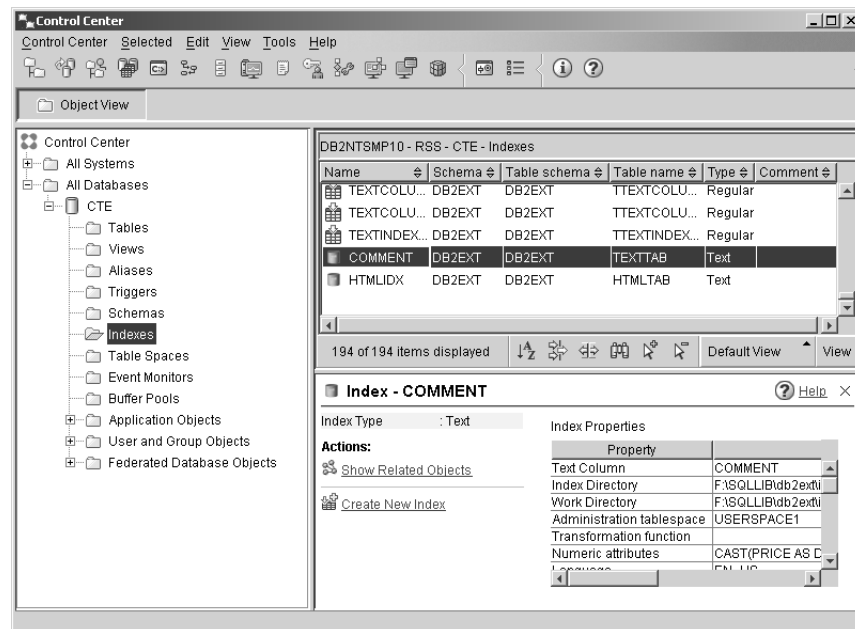 Control Center
Control Center Selected Edit View Tools Help
Object View
Control Center
All Systems
All Databases
CTE
Tables
Views
Aliases
Triggers
Schemas
Indexes
Table Spaces
Event Monitors
Buffer Pools
Application Objects
User and Group Objects
Federated Database Objects
DB2NTSMP10 - RSS - CTE - Indexes
Name Schema Table schema Table name Type Comment
TEXTCOLU... DB2EXT DB2EXT TTEXTCOLU... Regular
TEXTCOLU... DB2EXT DB2EXT TTEXTCOLU... Regular
TEXTINDEX... DB2EXT DB2EXT TTEXTINDEX... Regular
COMMENT DB2EXT DB2EXT TEXTTAB Text
HTMLIDX DB2EXT DB2EXT HTMLTAB Text
194 of 194 items displayed Default View View
Index - COMMENT Help
Index Type : Text
Actions:
Show Related Objects
Create New Index
Index Properties
Property
Text Column COMMENT
Index Directory F:\SQLLIB\db2ext\i
Work Directory F:\SQLLIB\db2ext\i
Administration tablespace USERSPACE1
Transformation function
Numeric attributes CAST(PRICE AS D
Language EN_US